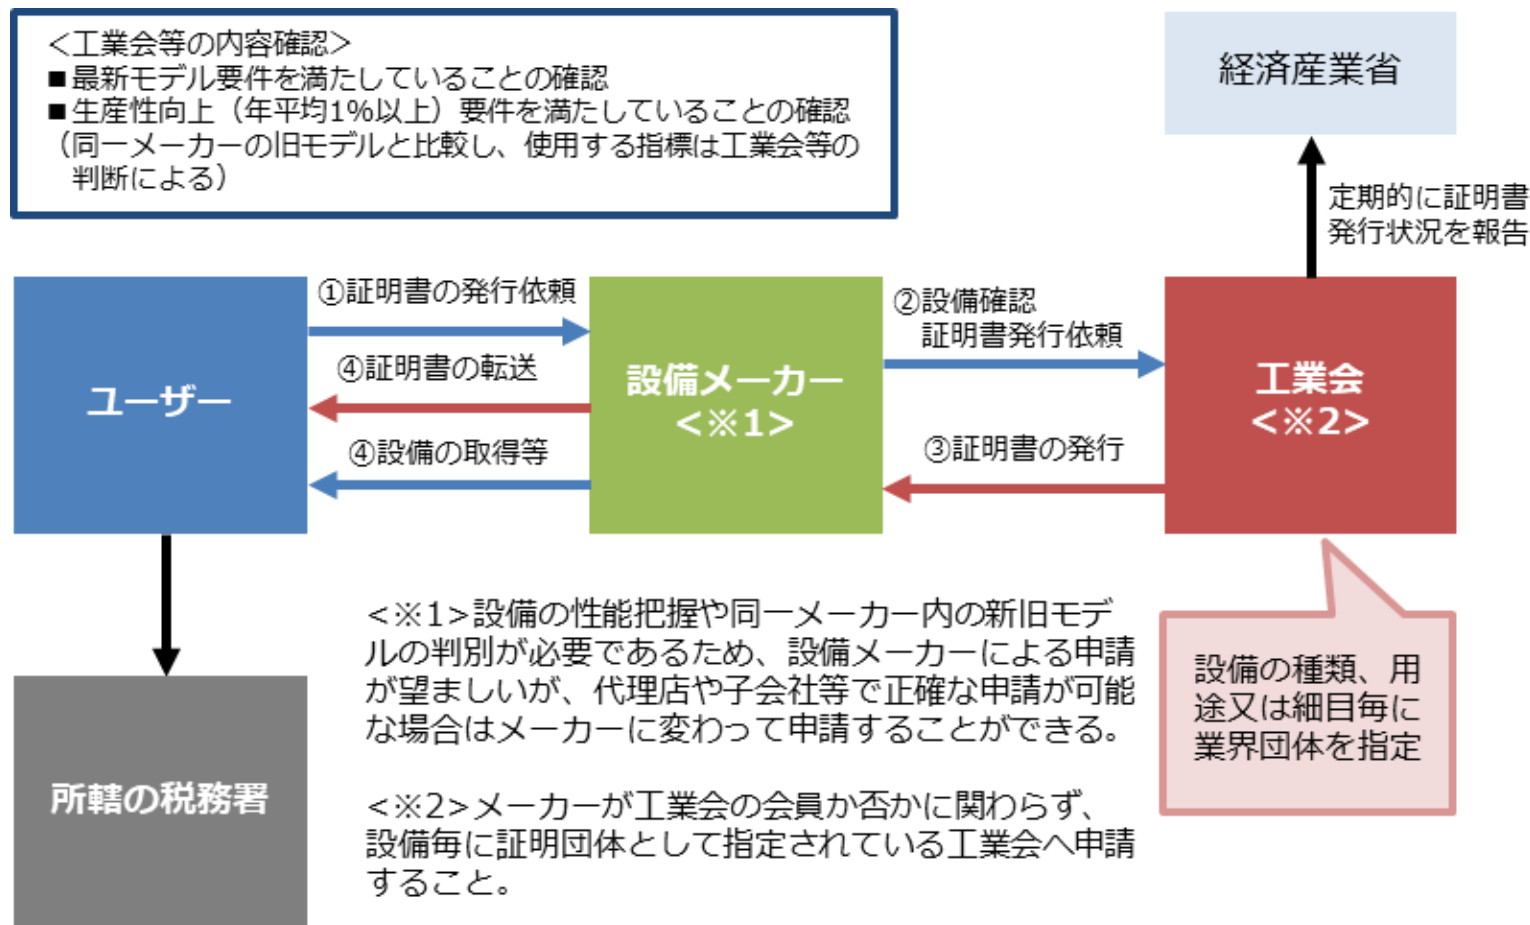 ＜工業会等の内容確認＞
■最新モデル要件を満たしていることの確認
■生産性向上（年平均1%以上）要件を満たしていることの確認
（同一メーカーの旧モデルと比較し、使用する指標は工業会等の
判断による）
経済産業省
定期的に証明書
発行状況を報告
ユーザー
①証明書の発行依頼
④証明書の転送
④設備の取得等
設備メーカー
＜※1＞
②設備確認
証明書発行依頼
③証明書の発行
工業会
＜※2＞
所轄の税務署
＜※1＞設備の性能把握や同一メーカー内の新旧モデ
ルの判別が必要であるため、設備メーカーによる申請
が望ましいが、代理店や子会社等で正確な申請が可能
な場合はメーカーに変わって申請することができる。
＜※2＞メーカーが工業会の会員か否かに関わらず、
設備毎に証明団体として指定されている工業会へ申請
すること。
設備の種類、用
途又は細目毎に
業界団体を指定